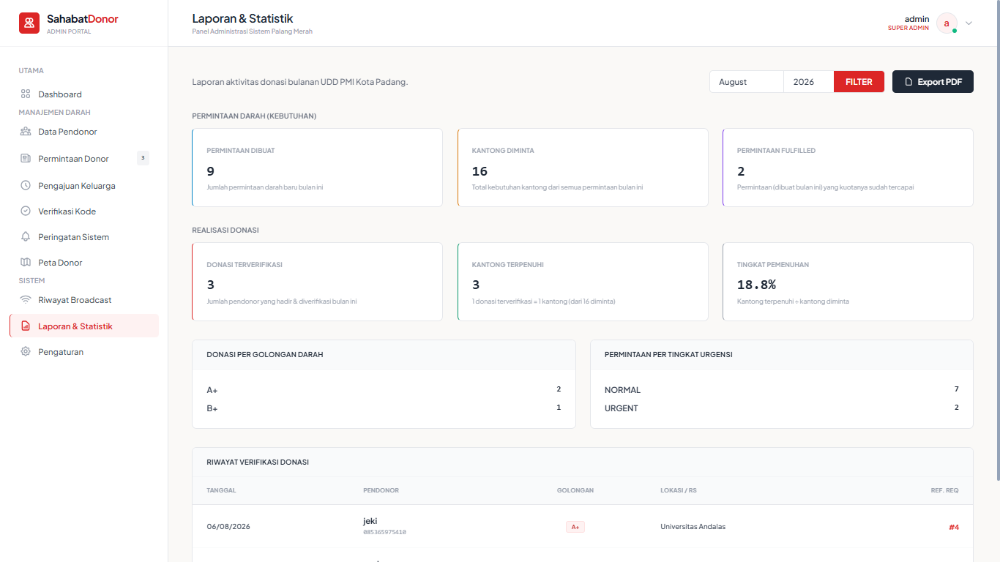 SahabatDonor
ADMIN PORTAL
Laporan & Statistik
Panel Administrasi Sistem Palang Merah
admin
SUPER ADMIN
a
UTAMA
Dashboard
MANAJEMEN DARAH
Data Pendonor
Permintaan Donor 3
Pengajuan Keluarga
Verifikasi Kode
Peringatan Sistem
Peta Donor
SISTEM
Riwayat Broadcast
Laporan & Statistik
Pengaturan
Laporan aktivitas donasi bulanan UDD PMI Kota Padang.
August 2026 FILTER Export PDF
PERMINTAAN DARAH (KEBUTUHAN)
PERMINTAAN DIBUAT
9
Jumlah permintaan darah baru bulan ini
KANTONG DIMINTA
16
Total kebutuhan kantong dari semua permintaan bulan ini
PERMINTAAN FULFILLED
2
Permintaan (dibuat bulan ini) yang kuotanya sudah tercapai
REALISASI DONASI
DONASI TERVERIFIKASI
3
Jumlah pendonor yang hadir & diverifikasi bulan ini
KANTONG TERPENUHI
3
1 donasi terverifikasi = 1 kantong (dari 16 diminta)
TINGKAT PEMENUHAN
18.8%
Kantong terpenuhi ÷ kantong diminta
DONASI PER GOLONGAN DARAH
A+ 2
B+ 1
PERMINTAAN PER TINGKAT URGENSI
NORMAL 7
URGENT 2
RIWAYAT VERIFIKASI DONASI
TANGGAL PENDONOR GOLONGAN LOKASI / RS REF. REQ
06/08/2026 jeki A+ Universitas Andalas #4
085365975410